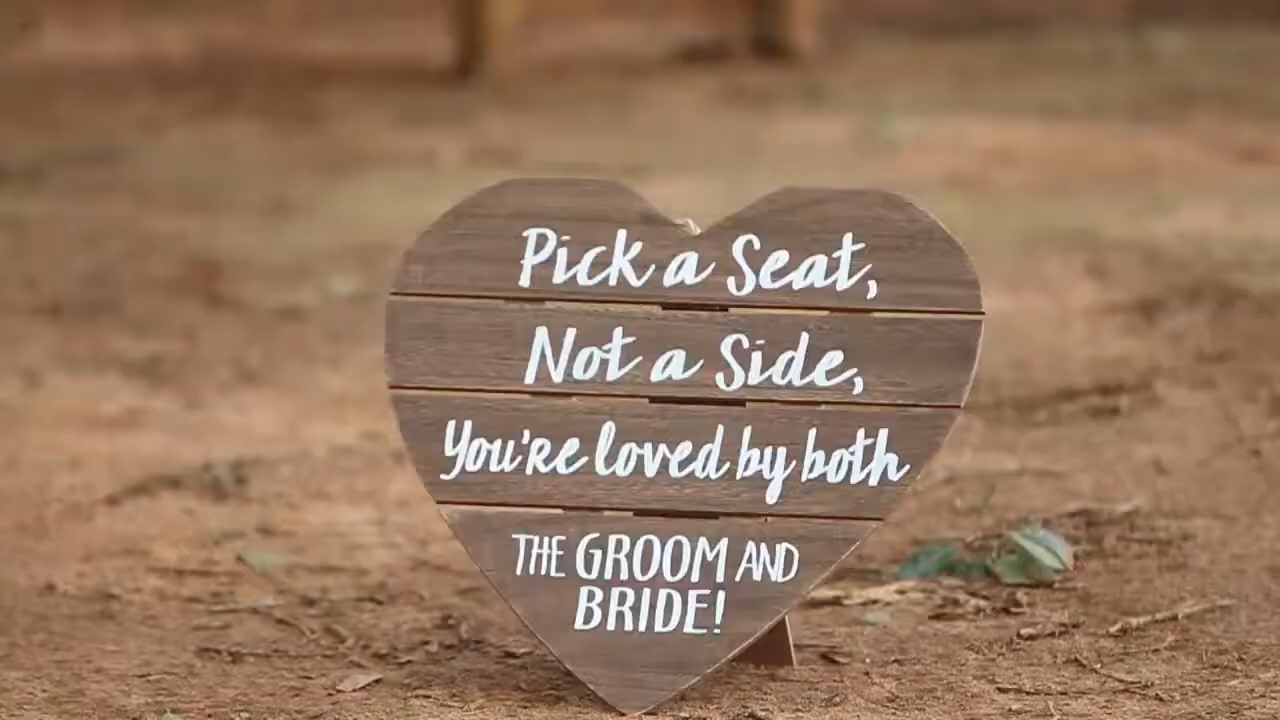 Pick a Seat,
Not a Side,
You're loved by both
THE GROOM AND
BRIDE!